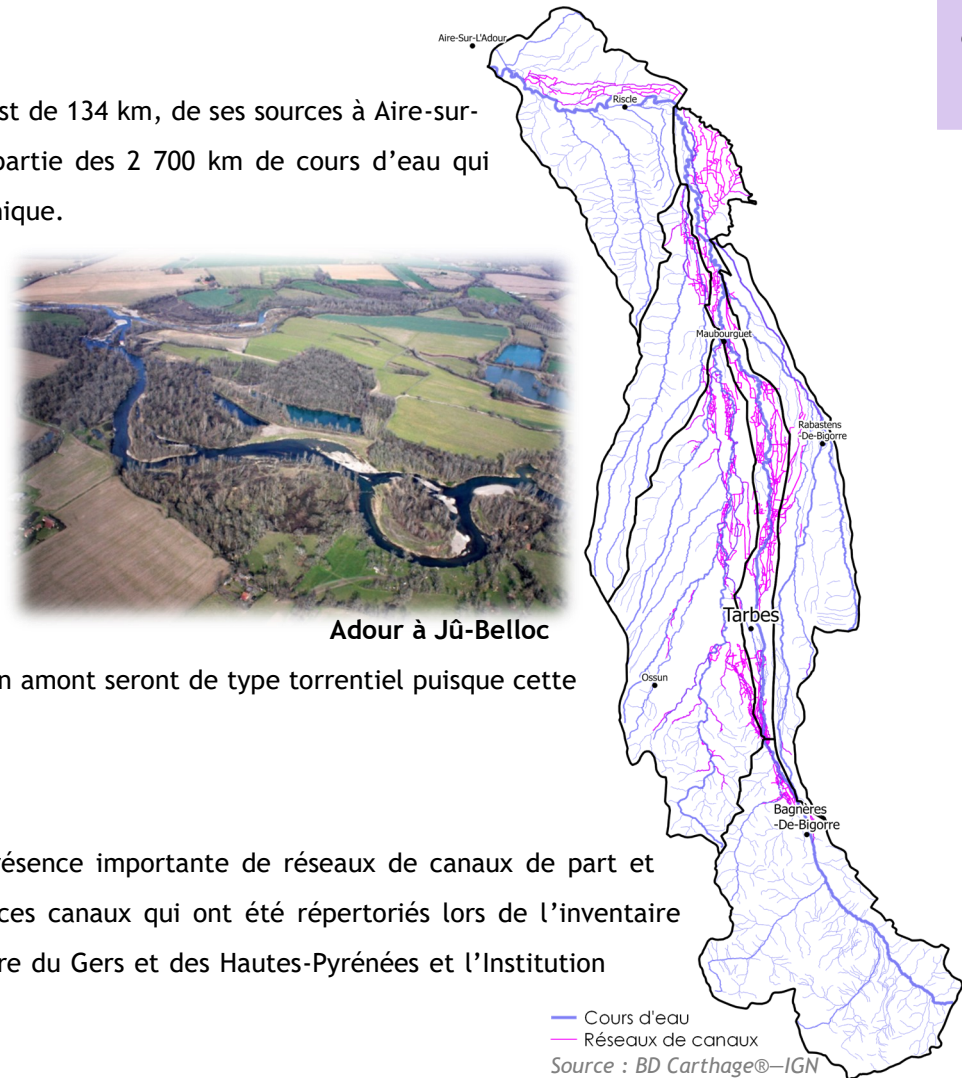 Aire-Sur-L'Adour
st de 134 km, de ses sources à Aire-sur-
partie des 2 700 km de cours d'eau qui
nique.
Riscle
Maubourguet
Rabastens
-De-Bigorre
Adour à Jû-Belloc
Tarbes
n amont seront de type torrentiel puisque cette
Ossun
Bagnères
-De-Bigorre
résence importante de réseaux de canaux de part et
ces canaux qui ont été répertoriés lors de l'inventaire
re du Gers et des Hautes-Pyrénées et l'Institution
Cours d'eau
Réseaux de canaux
Source : BD Carthage®—IGN